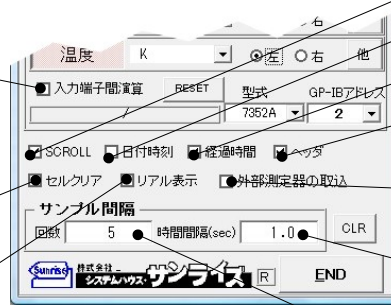 右
温度 K 左 右 他
入力端子間演算 RESET 型式 GP-IBアドレス
/ 7352A 2
SCROLL 日付時刻 経過時間 ヘッダ
セルクリア リアル表示 外部測定器の取込
サンプル間隔
回数 5 時間間隔(sec) 1.0 CLR
Sunrise 株式会社 システムハウス・サンライズ R END